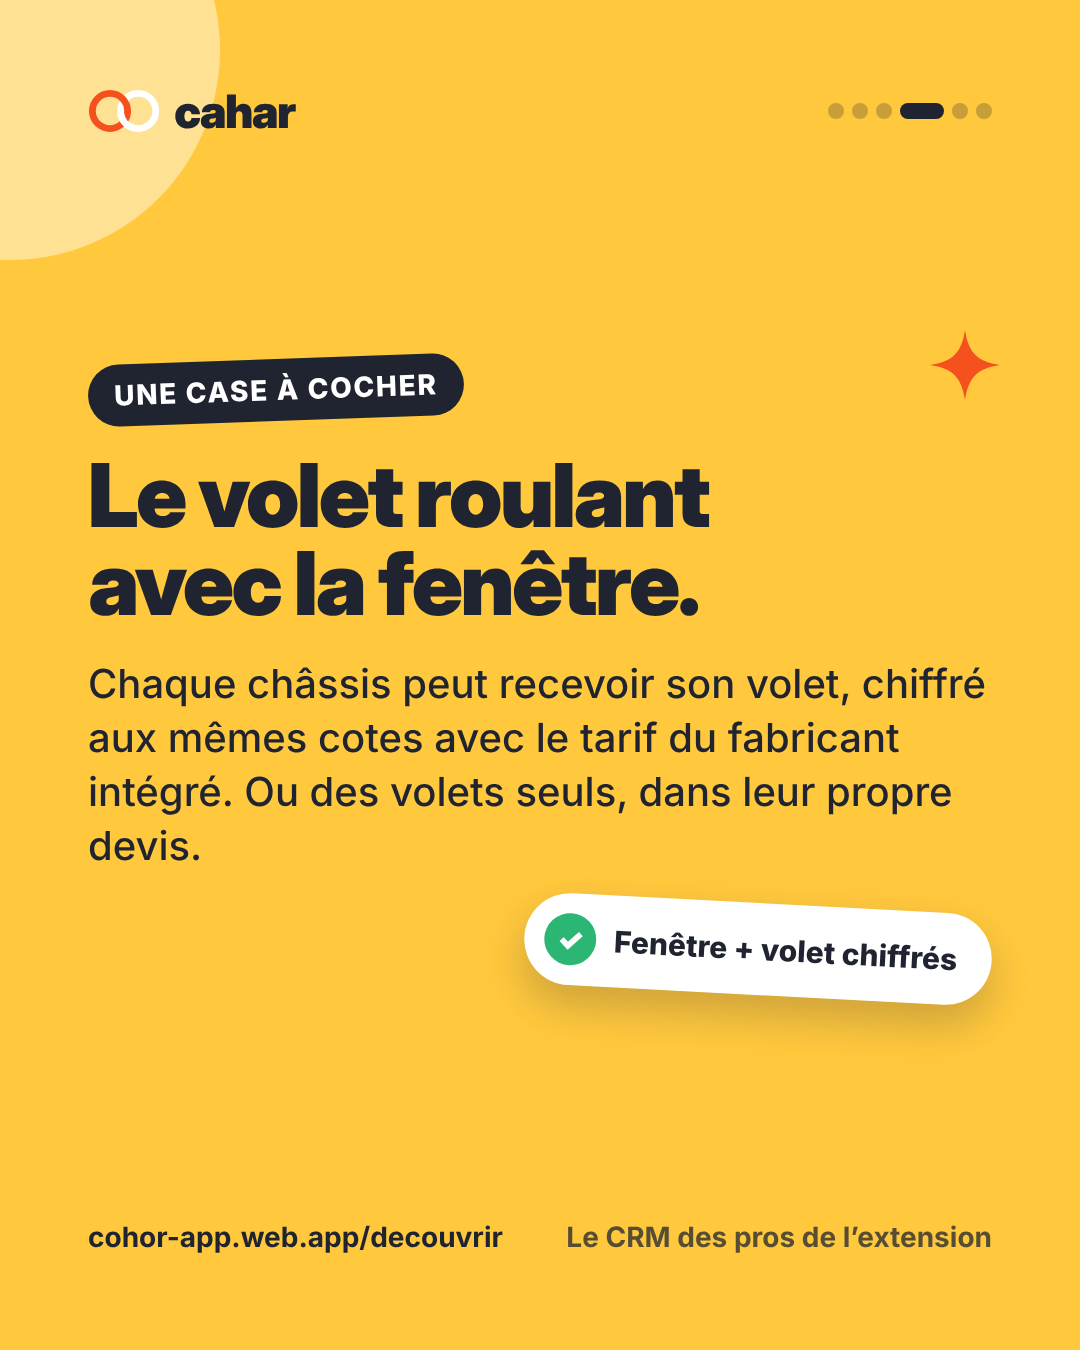 cahar
UNE CASE À COCHER
Le volet roulant
avec la fenêtre.
Chaque châssis peut recevoir son volet, chiffré
aux mêmes cotes avec le tarif du fabricant
intégré. Ou des volets seuls, dans leur propre
devis.
Fenêtre + volet chiffrés
cohor-app.web.app/decouvrir
Le CRM des pros de l’extension